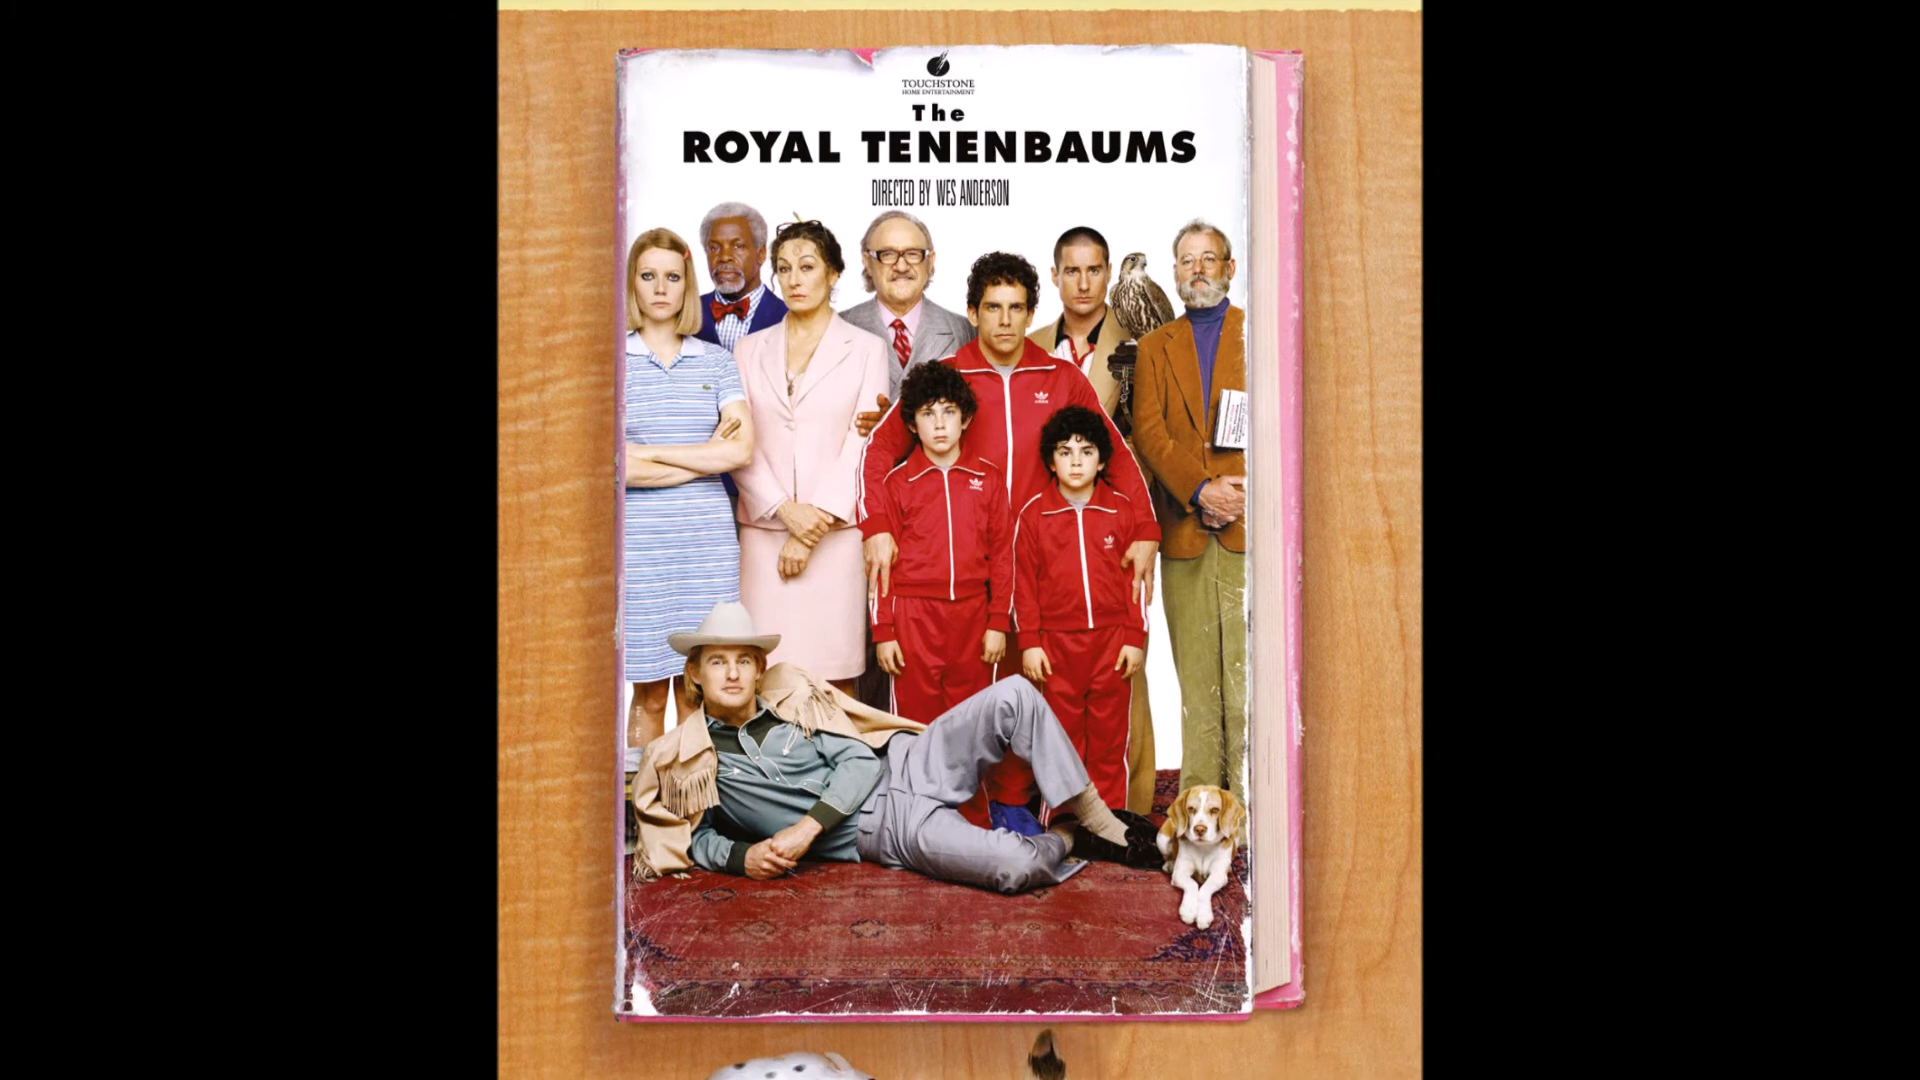 TOUCHSTONE
HOME ENTERTAINMENT
The
ROYAL TENENBAUMS
DIRECTED BY WES ANDERSON